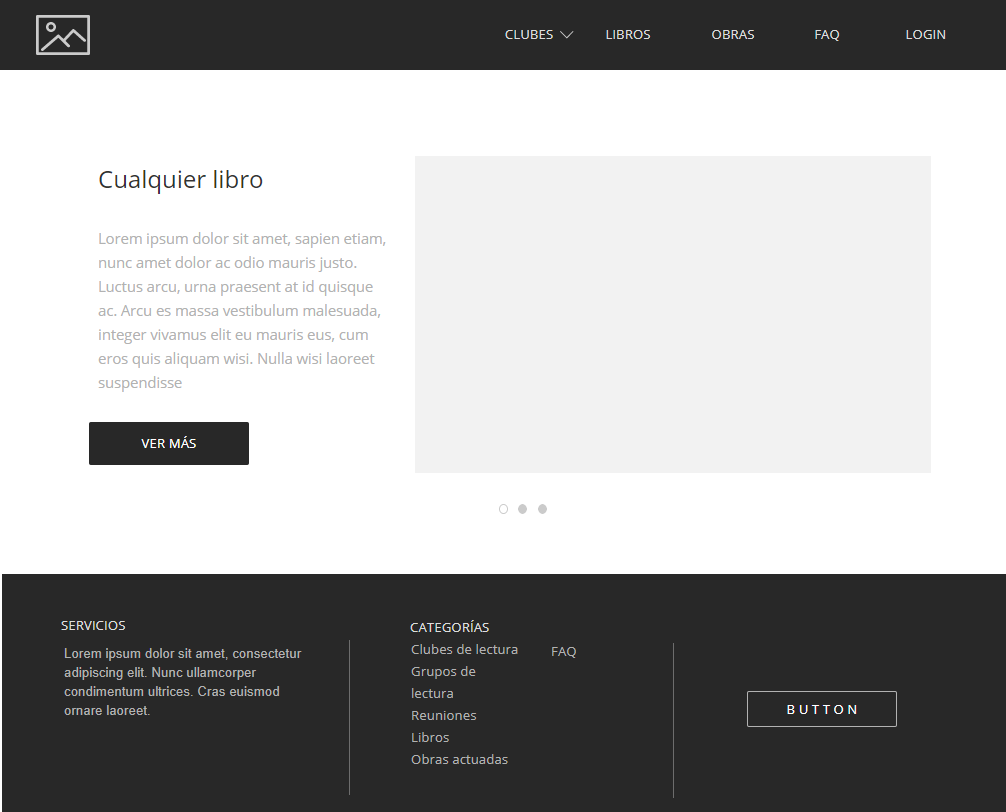 CLUBES LIBROS OBRAS FAQ LOGIN
Cualquier libro
Lorem ipsum dolor sit amet, sapien etiam,
nunc amet dolor ac odio mauris justo.
Luctus arcu, urna praesent at id quisque
ac. Arcu es massa vestibulum malesuada,
integer vivamus elit eu mauris eus, cum
eros quis aliquam wisi. Nulla wisi laoreet
suspendisse
VER MÁS
SERVICIOS
Lorem ipsum dolor sit amet, consectetur
adipiscing elit. Nunc ullamcorper
condimentum ultrices. Cras euismod
ornare laoreet.
CATEGORÍAS
Clubes de lectura
Grupos de
lectura
Reuniones
Libros
Obras actuadas
FAQ
BUTTON